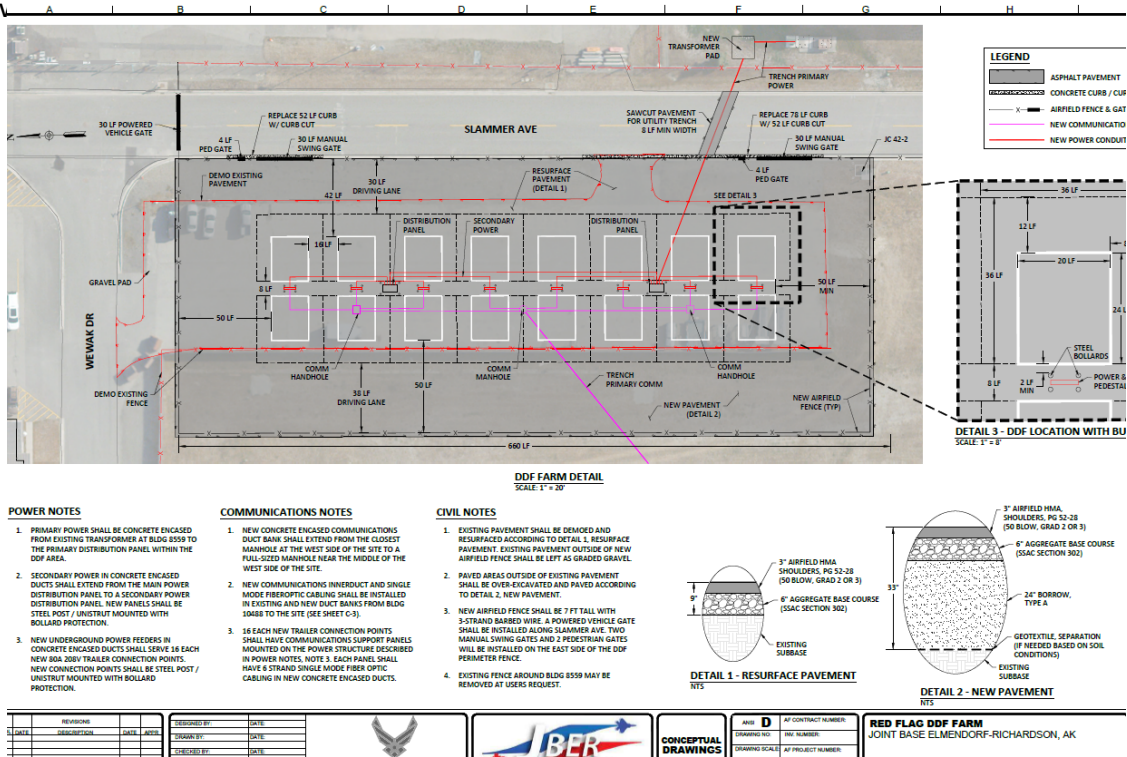 A B C D E F G H
NEW
TRANSFORMER
PAD
TRENCH PRIMARY
POWER
30 LF POWERED
VEHICLE GATE
REPLACE 52 LF CURB
W/ CURB CUT
4 LF
PED GATE
30 LF MANUAL
SWING GATE
SLAMMER AVE
SAWCUT PAVEMENT
FOR UTILITY TRENCH
8 LF MIN WIDTH
REPLACE 78 LF CURB
W/ 52 LF CURB CUT
30 LF MANUAL
SWING GATE
JC 42-2
4 LF
PED GATE
DEMO EXISTING
PAVEMENT
30 LF
DRIVING LANE
42 LF
RESURFACE
PAVEMENT
(DETAIL 1)
SEE DETAIL 3
DISTRIBUTION
PANEL
SECONDARY
POWER
DISTRIBUTION
PANEL
16 LF
GRAVEL PAD
8 LF
50 LF
MIN
50 LF
WEWAK DR
COMM
HANDHOLE
COMM
MANHOLE
COMM
HANDHOLE
50 LF
TRENCH
PRIMARY COMM
DEMO EXISTING
FENCE
38 LF
DRIVING LANE
NEW PAVEMENT
(DETAIL 2)
NEW AIRFIELD
FENCE (TYP)
660 LF
DDF FARM DETAIL
SCALE: 1" = 20'
LEGEND
ASPHALT PAVEMENT
CONCRETE CURB / CUR
AIRFIELD FENCE & GAT
NEW COMMUNICATION
NEW POWER CONDUIT
36 LF
12 LF
36 LF
20 LF
24 L
STEEL
BOLLARDS
8 LF
2 LF
MIN
POWER &
PEDESTAL
DETAIL 3 - DDF LOCATION WITH BU
SCALE: 1" = 8'
POWER NOTES
1. PRIMARY POWER SHALL BE CONCRETE ENCASED
FROM EXISTING TRANSFORMER AT BLDG 8559 TO
THE PRIMARY DISTRIBUTION PANEL WITHIN THE
DDF AREA.
2. SECONDARY POWER IN CONCRETE ENCASED
DUCTS SHALL EXTEND FROM THE MAIN POWER
DISTRIBUTION PANEL TO A SECONDARY POWER
DISTRIBUTION PANEL. NEW PANELS SHALL BE
STEEL POST / UNISTRUT MOUNTED WITH
BOLLARD PROTECTION.
3. NEW UNDERGROUND POWER FEEDERS IN
CONCRETE ENCASED DUCTS SHALL SERVE 16 EACH
NEW 80A 208V TRAILER CONNECTION POINTS.
NEW CONNECTION POINTS SHALL BE STEEL POST /
UNISTRUT MOUNTED WITH BOLLARD
PROTECTION.
COMMUNICATIONS NOTES
1. NEW CONCRETE ENCASED COMMUNICATIONS
DUCT BANK SHALL EXTEND FROM THE CLOSEST
MANHOLE AT THE WEST SIDE OF THE SITE TO A
FULL-SIZED MANHOLE NEAR THE MIDDLE OF THE
WEST SIDE OF THE SITE.
2. NEW COMMUNICATIONS INNERDUCT AND SINGLE
MODE FIBEROPTIC CABLING SHALL BE INSTALLED
IN EXISTING AND NEW DUCT BANKS FROM BLDG
10488 TO THE SITE (SEE SHEET C-3).
3. 16 EACH NEW TRAILER CONNECTION POINTS
SHALL HAVE COMMUNICATIONS SUPPORT PANELS
MOUNTED ON THE POWER STRUCTURE DESCRIBED
IN POWER NOTES, NOTE 3. EACH PANEL SHALL
HAVE 6 STRAND SINGLE MODE FIBER OPTIC
CABLING IN NEW CONCRETE ENCASED DUCTS.
CIVIL NOTES
1. EXISTING PAVEMENT SHALL BE DEMOED AND
RESURFACED ACCORDING TO DETAIL 1, RESURFACE
PAVEMENT. EXISTING PAVEMENT OUTSIDE OF NEW
AIRFIELD FENCE SHALL BE LEFT AS GRADED GRAVEL.
2. PAVED AREAS OUTSIDE OF EXISTING PAVEMENT
SHALL BE OVER-EXCAVATED AND PAVED ACCORDING
TO DETAIL 2, NEW PAVEMENT.
3. NEW AIRFIELD FENCE SHALL BE 7 FT TALL WITH
3-STRAND BARBED WIRE. A POWERED VEHICLE GATE
SHALL BE INSTALLED ALONG SLAMMER AVE. TWO
MANUAL SWING GATES AND 2 PEDESTRIAN GATES
WILL BE INSTALLED ON THE EAST SIDE OF THE DDF
PERIMETER FENCE.
4. EXISTING FENCE AROUND BLDG 8559 MAY BE
REMOVED AT USERS REQUEST.
3" AIRFIELD HMA
SHOULDERS, PG 52-28
(50 BLOW, GRAD 2 OR 3)
9"
6" AGGREGATE BASE COURSE
(SSAC SECTION 302)
EXISTING
SUBBASE
DETAIL 1 - RESURFACE PAVEMENT
NTS
3" AIRFIELD HMA,
SHOULDERS, PG 52-28
(50 BLOW, GRAD 2 OR 3)
6" AGGREGATE BASE COURSE
(SSAC SECTION 302)
33"
24" BORROW,
TYPE A
GEOTEXTILE, SEPARATION
(IF NEEDED BASED ON SOIL
CONDITIONS)
EXISTING
SUBBASE
DETAIL 2 - NEW PAVEMENT
NTS
REVISIONS
DATE DESCRIPTION DATE APPR
DESIGNED BY: DATE:
DRAWN BY: DATE:
CHECKED BY: DATE:
JBER
CONCEPTUAL
DRAWINGS
ANSI D AF CONTRACT NUMBER:
DRAWING NO: INV. NUMBER:
DRAWING SCALE: AF PROJECT NUMBER:
RED FLAG DDF FARM
JOINT BASE ELMENDORF-RICHARDSON, AK